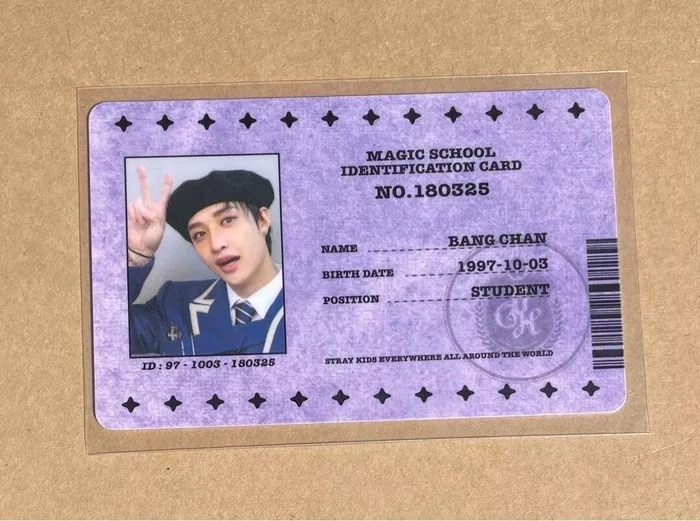 MAGIC SCHOOL
IDENTIFICATION CARD
NO.180325
NAME BANG CHAN
BIRTH DATE 1997-10-03
POSITION STUDENT
STRAY KIDS EVERYWHERE ALL AROUND THE WORLD
ID : 97 - 1003 - 180325